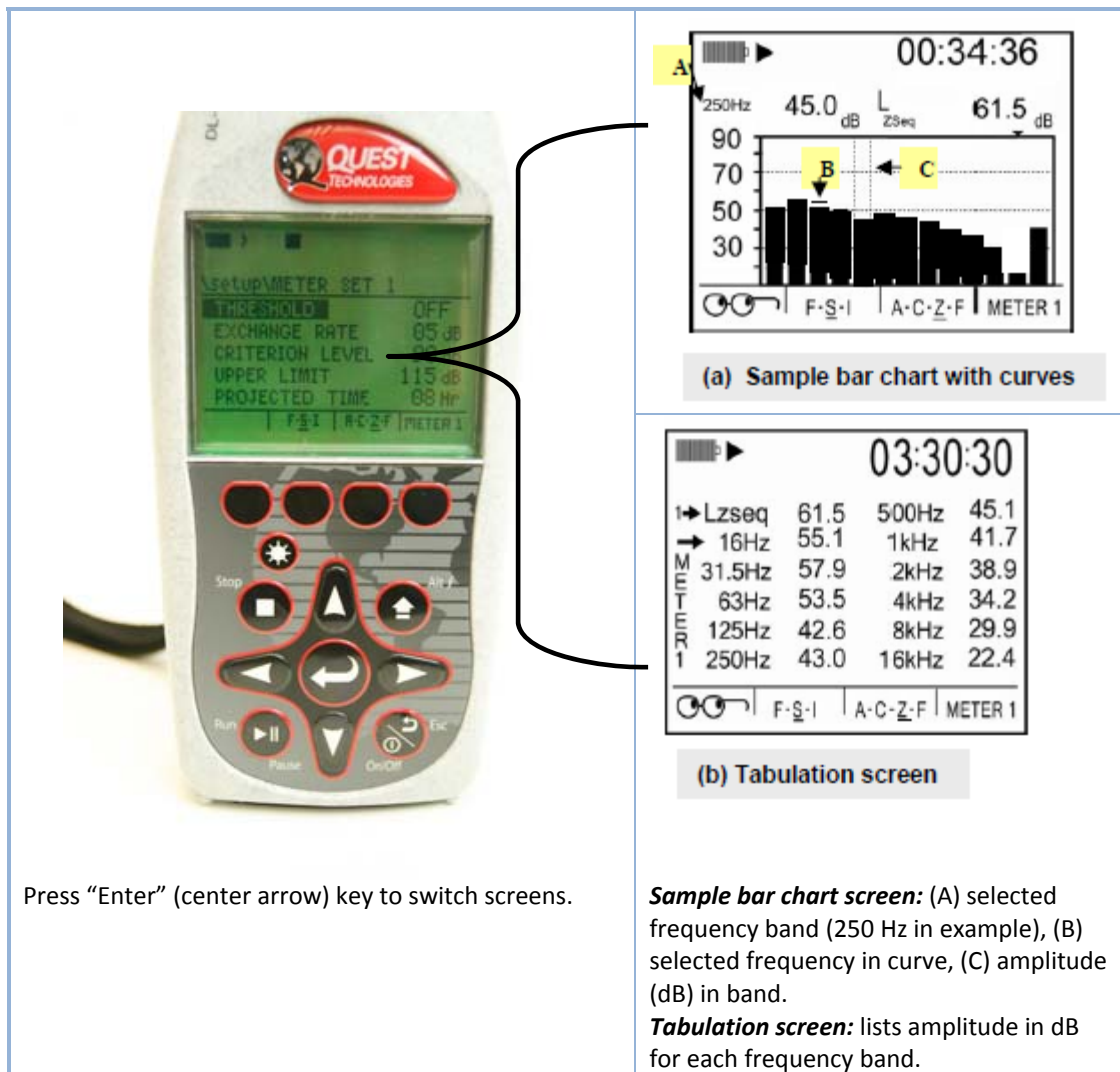 DL-
QUEST
TECHNOLOGIES
\setup\METER SET 1
THRESHOLD OFF
EXCHANGE RATE 05 dB
CRITERION LEVEL
UPPER LIMIT 115 dB
PROJECTED TIME 08 Hr
F-S-I A-C-Z-F METER 1
Stop
Alt f
Run
Pause
On/Off
Esc
Press “Enter” (center arrow) key to switch screens.
00:34:36
A
250Hz 45.0 dB L ZSeq 61.5 dB
90
70
50
30
B
C
F-S-I A-C-Z-F METER 1
(a) Sample bar chart with curves
03:30:30
1 Lzseq 61.5 500Hz 45.1
16Hz 55.1 1kHz 41.7
31.5Hz 57.9 2kHz 38.9
63Hz 53.5 4kHz 34.2
125Hz 42.6 8kHz 29.9
250Hz 43.0 16kHz 22.4
METER 1
F-S-I A-C-Z-F METER 1
(b) Tabulation screen
Sample bar chart screen: (A) selected
frequency band (250 Hz in example), (B)
selected frequency in curve, (C) amplitude
(dB) in band.
Tabulation screen: lists amplitude in dB
for each frequency band.